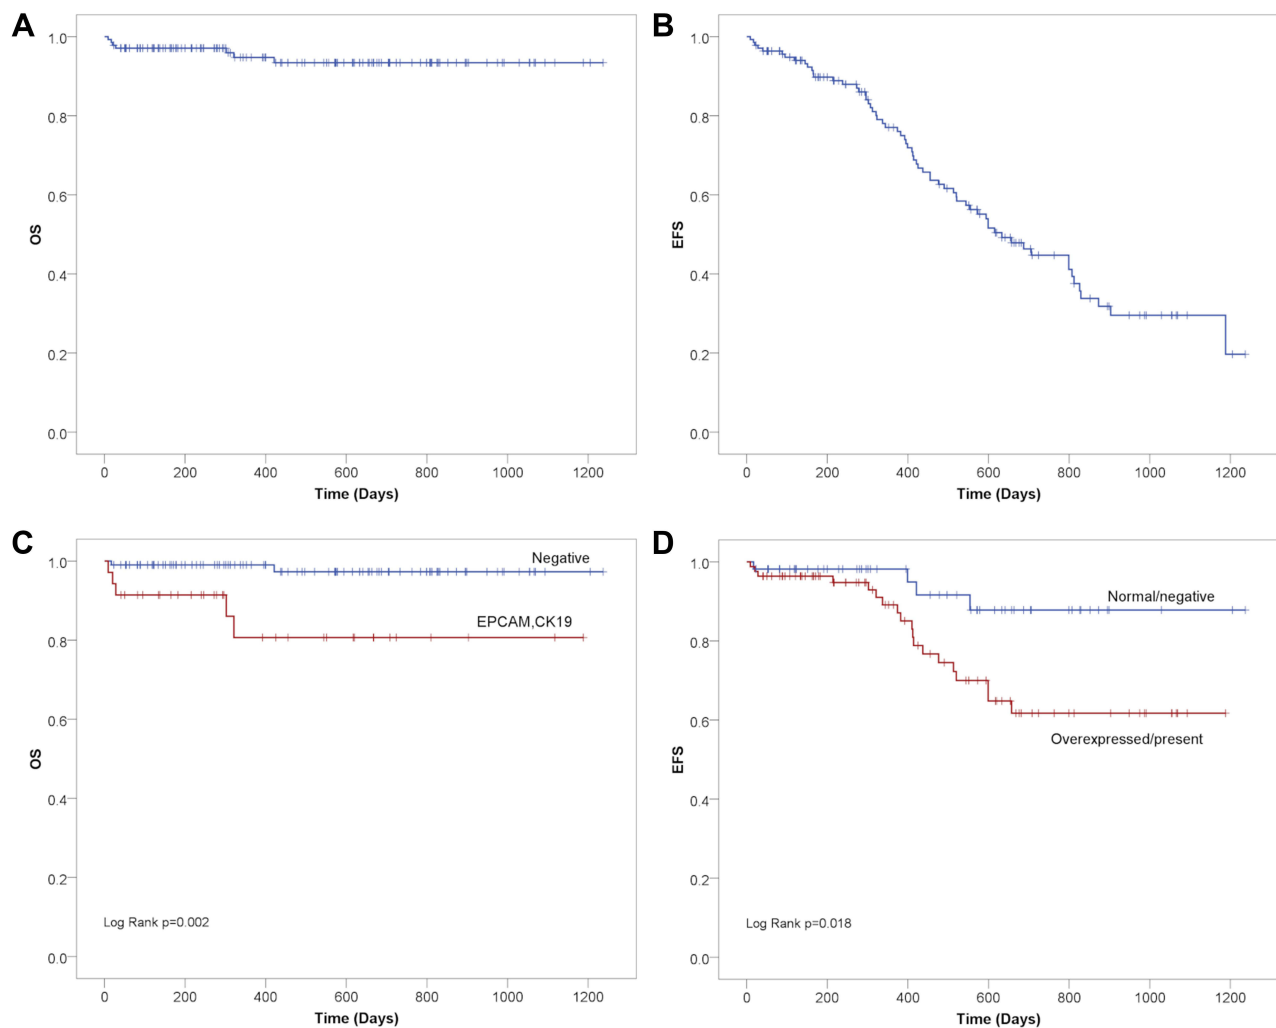 A
1.0
0.8
0.6
0.4
0.2
0.0
OS
0 200 400 600 800 1000 1200
Time (Days)
B
1.0
0.8
0.6
0.4
0.2
0.0
EFS
0 200 400 600 800 1000 1200
Time (Days)
C
1.0
0.8
0.6
0.4
0.2
0.0
OS
Negative
EPCAM,CK19
Log Rank p=0.002
0 200 400 600 800 1000 1200
Time (Days)
D
1.0
0.8
0.6
0.4
0.2
0.0
EFS
Normal/negative
Overexpressed/present
Log Rank p=0.018
0 200 400 600 800 1000 1200
Time (Days)